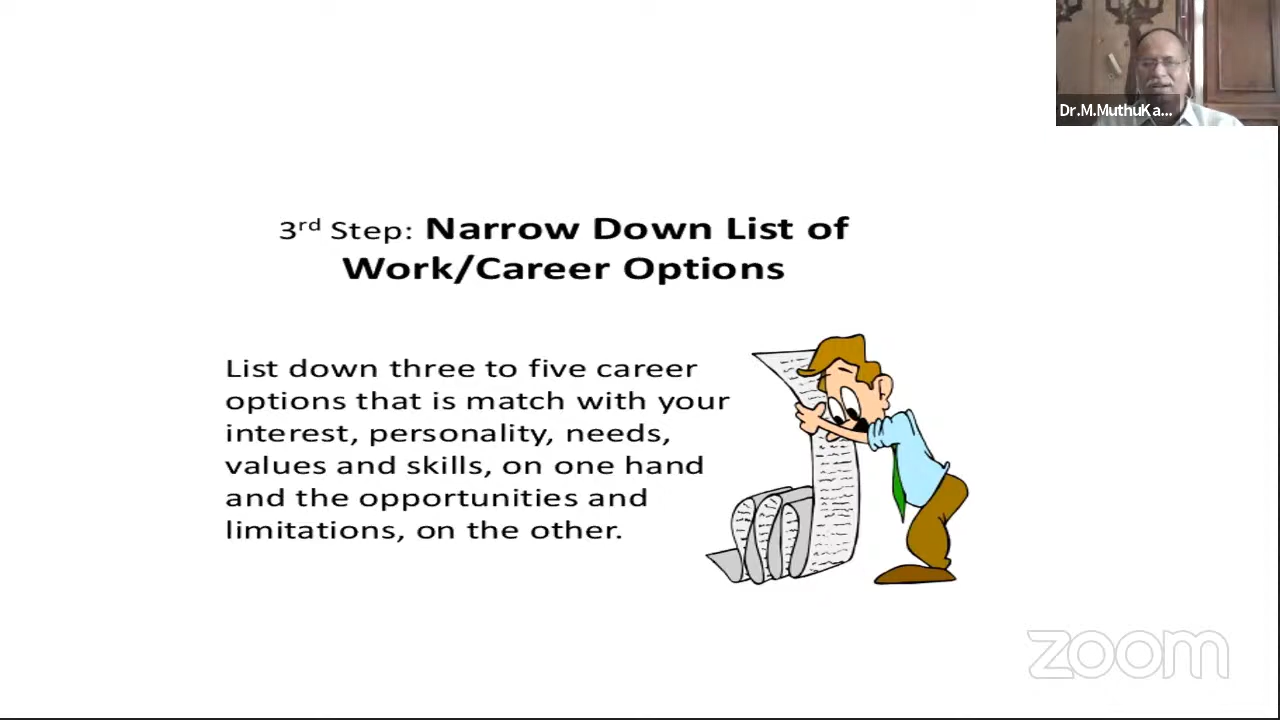 Dr.M.MuthuKa...
3rd Step: Narrow Down List of
Work/Career Options
List down three to five career
options that is match with your
interest, personality, needs,
values and skills, on one hand
and the opportunities and
limitations, on the other.
zoom